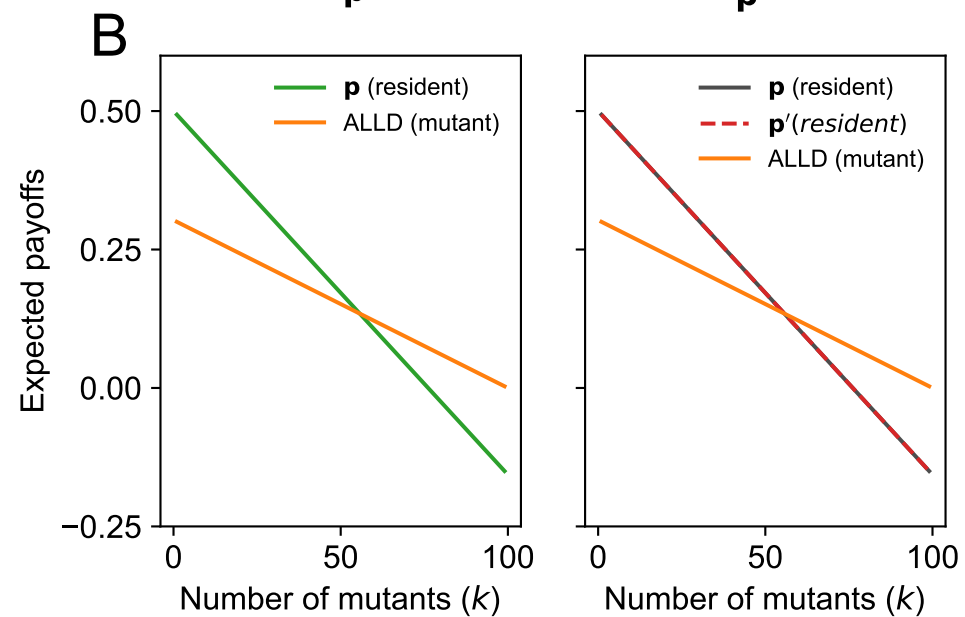 p
p
B
p (resident)
ALLD (mutant)
0.50
0.25
0.00
−0.25
0
50
100
Expected payoffs
Number of mutants (k)
p (resident)
p′(resident)
ALLD (mutant)
0
50
100
Number of mutants (k)